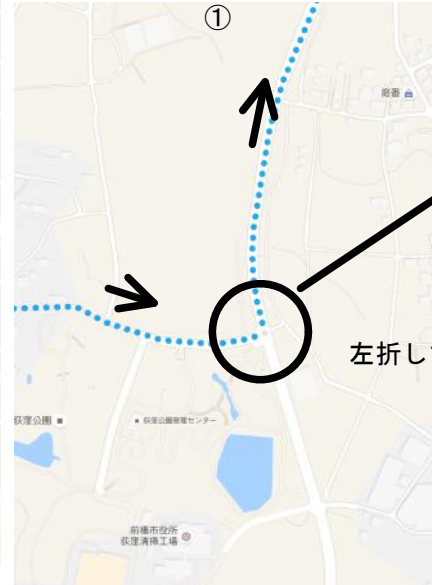 ①
庭番
左折し
荻窪公園
荻窪公園管理センター
前橋市役所
荻窪清掃工場